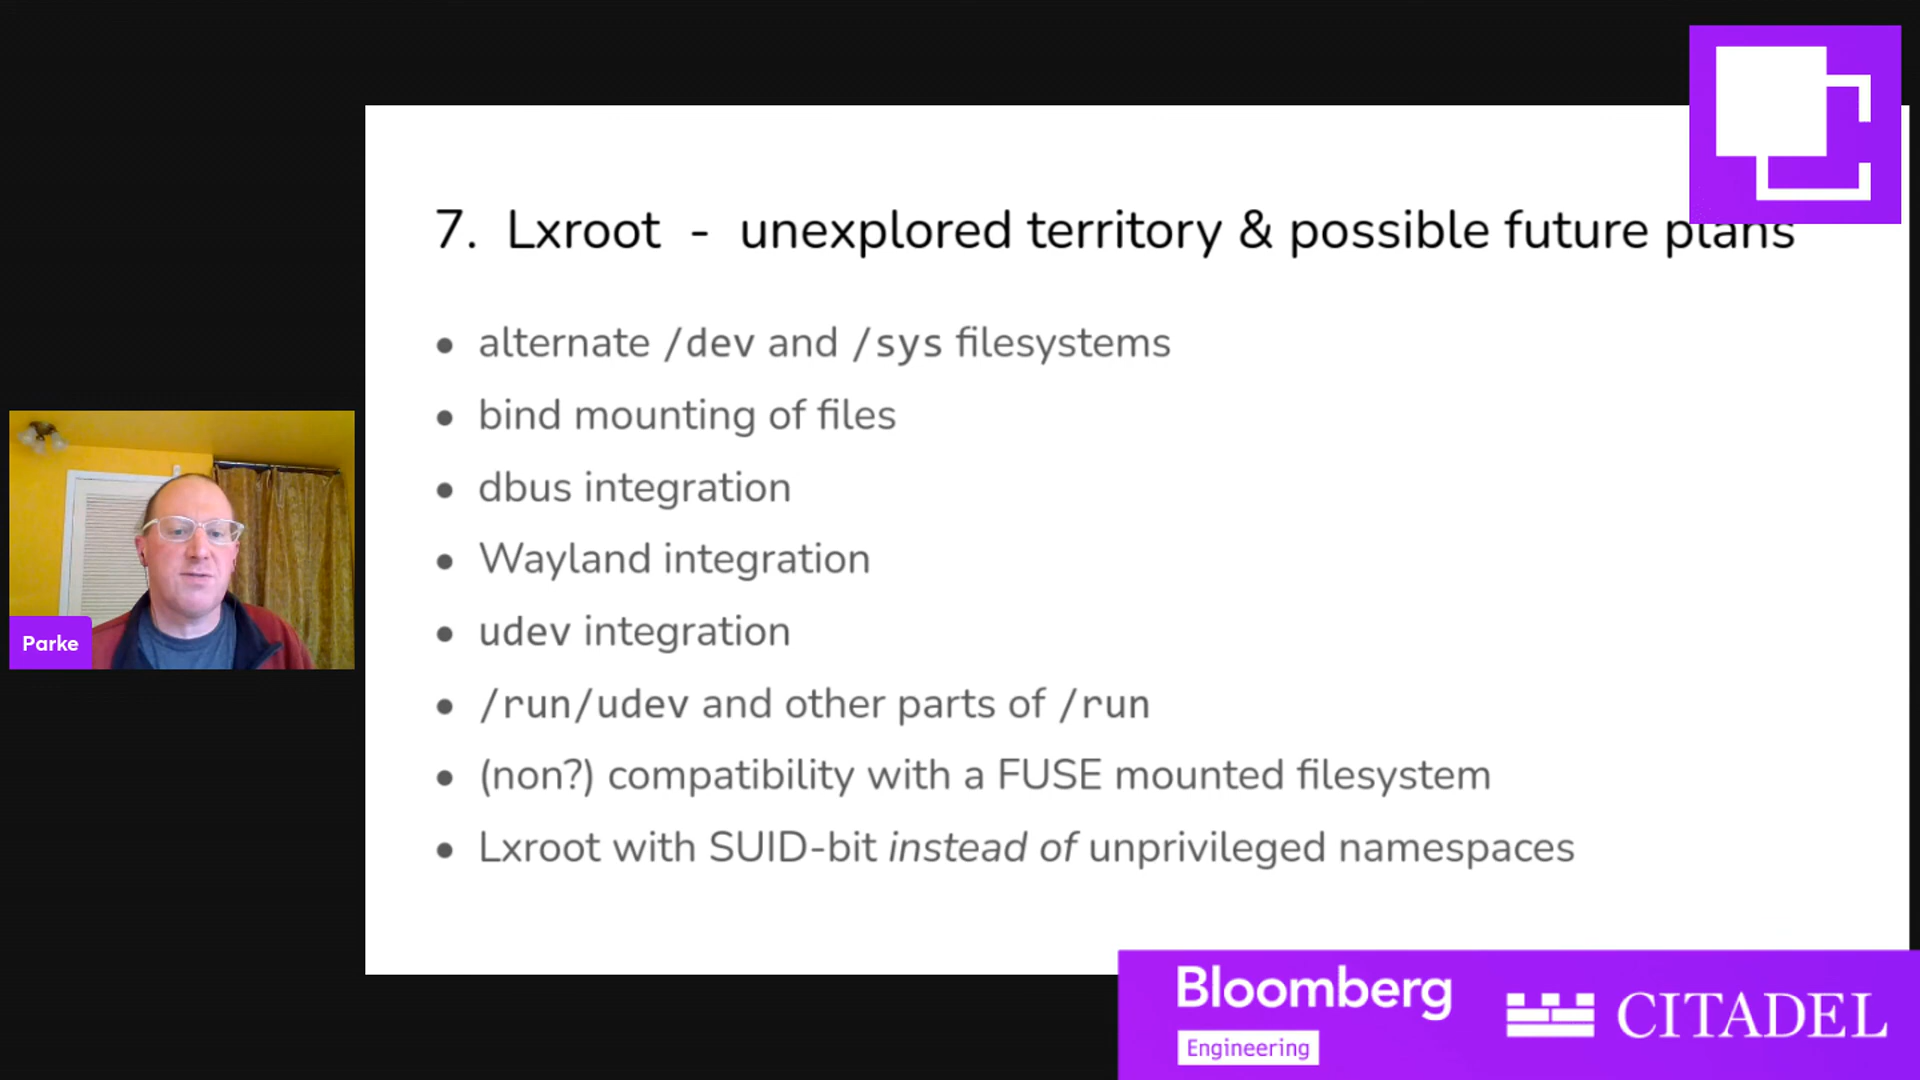 7. Lxroot - unexplored territory & possible future plans
• alternate /dev and /sys filesystems
• bind mounting of files
• dbus integration
• Wayland integration
• udev integration
• /run/udev and other parts of /run
• (non?) compatibility with a FUSE mounted filesystem
• Lxroot with SUID-bit instead of unprivileged namespaces
Parke
Bloomberg
Engineering
CITADEL